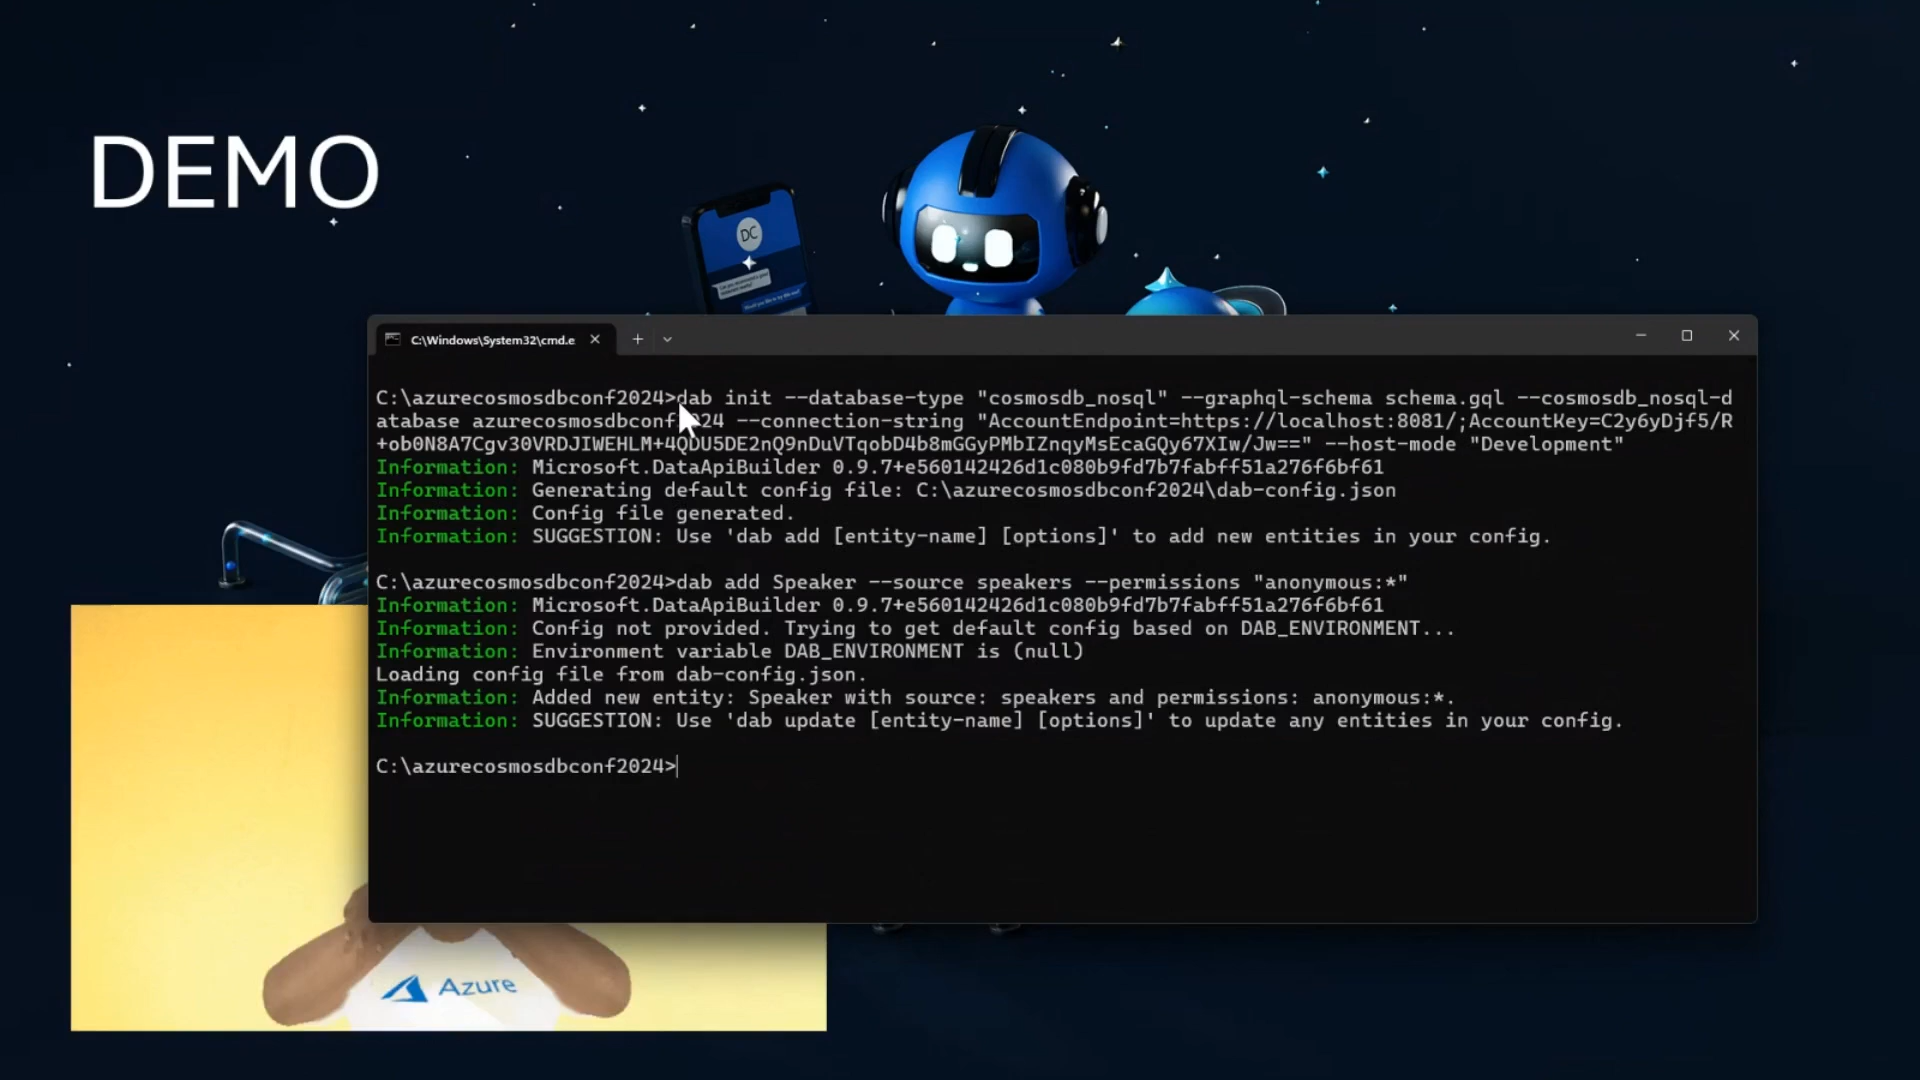 DEMO
DC
C:\Windows\System32\cmd.e
C:\azurecosmosdbconf2024>dab init --database-type "cosmosdb_nosql" --graphql-schema schema.gql --cosmosdb_nosql-d
atabase azurecosmosdbconf2024 --connection-string "AccountEndpoint=https://localhost:8081/;AccountKey=C2y6yDjf5/R
+ob0N8A7Cgv30VRDJIWEHLM+4QDU5DE2nQ9nDuVTqobD4b8mGGyPMbIZnqyMsEcaGQy67XIw/Jw==" --host-mode "Development"
Information: Microsoft.DataApiBuilder 0.9.7+e560142426d1c080b9fd7b7fabff51a276f6bf61
Information: Generating default config file: C:\azurecosmosdbconf2024\dab-config.json
Information: Config file generated.
Information: SUGGESTION: Use 'dab add [entity-name] [options]' to add new entities in your config.
C:\azurecosmosdbconf2024>dab add Speaker --source speakers --permissions "anonymous:*"
Information: Microsoft.DataApiBuilder 0.9.7+e560142426d1c080b9fd7b7fabff51a276f6bf61
Information: Config not provided. Trying to get default config based on DAB_ENVIRONMENT...
Information: Environment variable DAB_ENVIRONMENT is (null)
Loading config file from dab-config.json.
Information: Added new entity: Speaker with source: speakers and permissions: anonymous:*.
Information: SUGGESTION: Use 'dab update [entity-name] [options]' to update any entities in your config.
C:\azurecosmosdbconf2024>
Azure